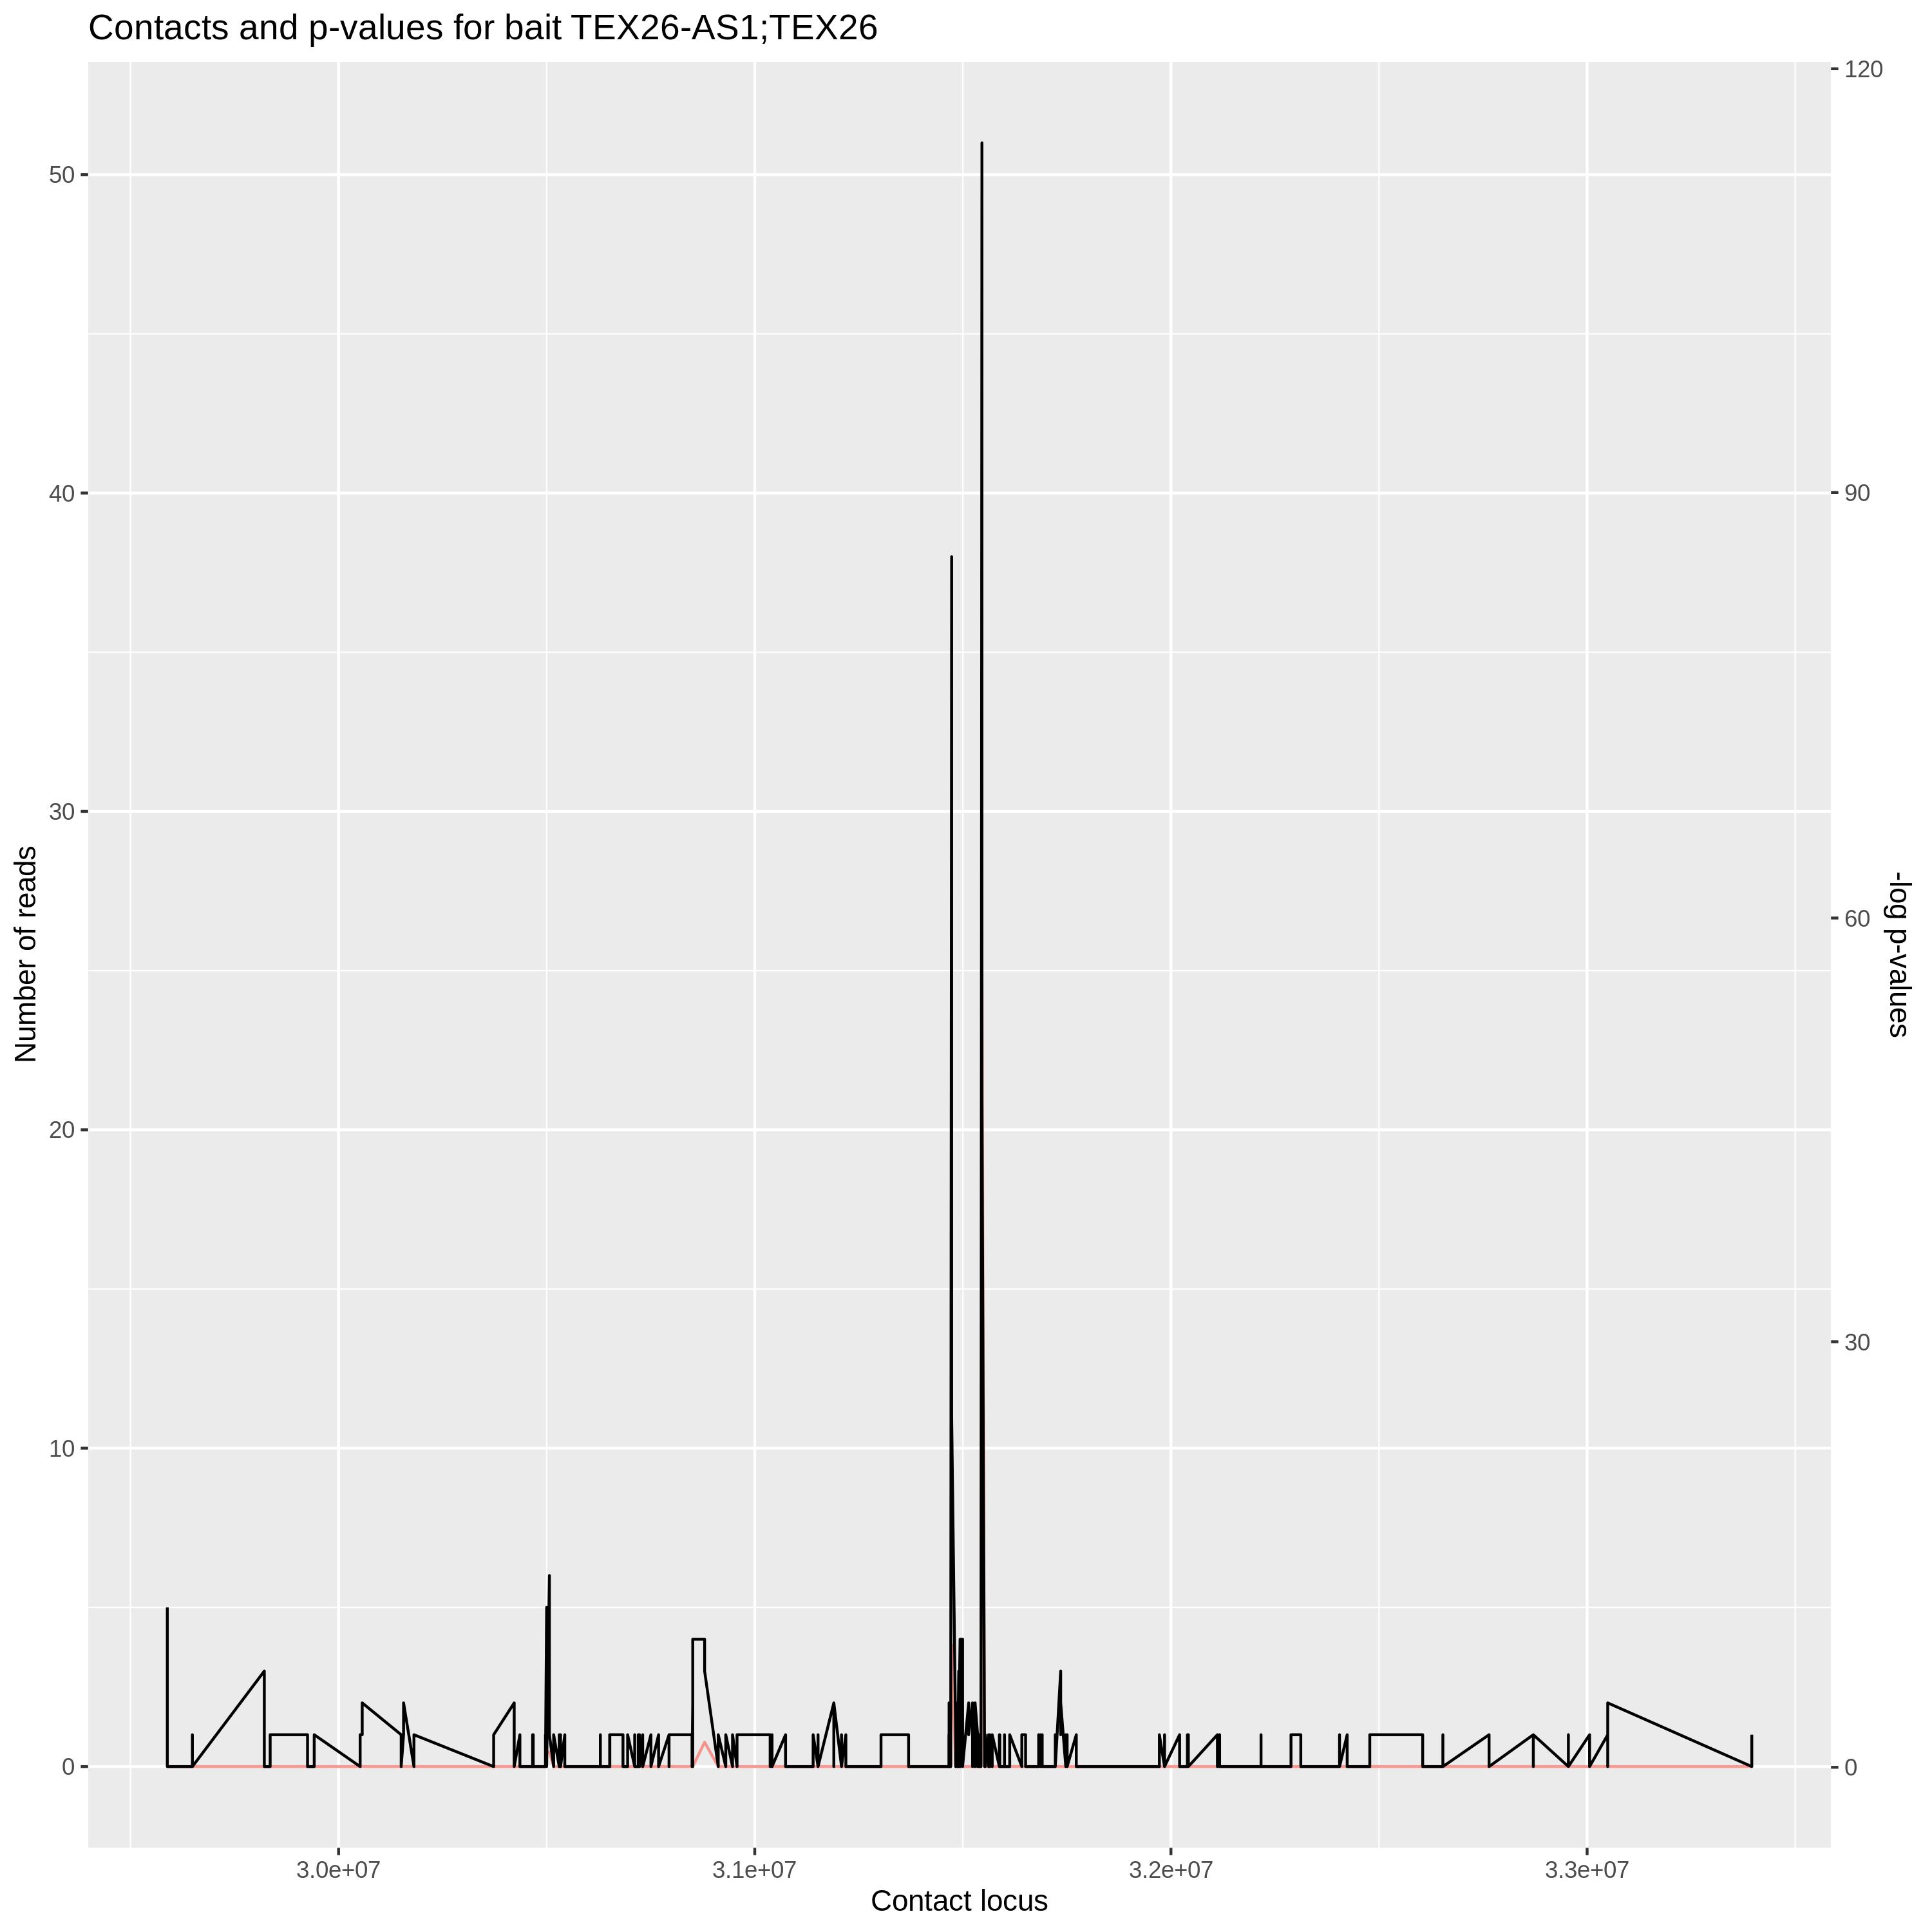 Contacts and p-values for bait TEX26-AS1;TEX26
120
50
40
90
30
Number of reads
-log p-values
60
20
30
10
0
0
3.0e+07
3.1e+07
3.2e+07
3.3e+07
Contact locus